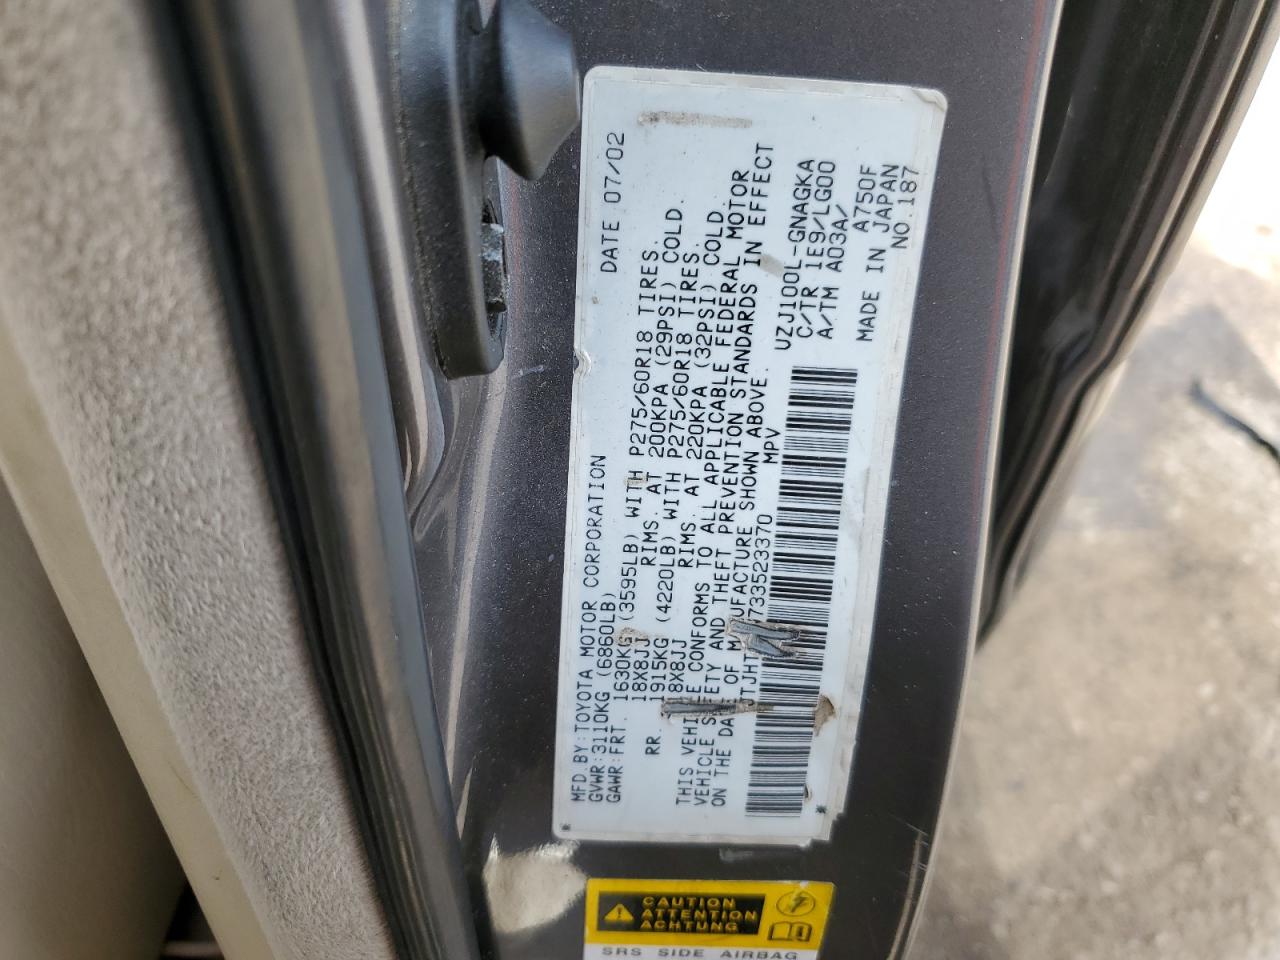 MFD.BY:TOYOTA MOTOR CORPORATION DATE 07/02
GVWR:3110KG (6860LB)
GAWR:FRT. 1630KG (3595LB) WITH P275/60R18 TIRES.
18X8JJ RIMS. AT 200KPA (29PSI) COLD.
RR. 1915KG (4220LB) WITH P275/60R18 TIRES.
18X8JJ RIMS. AT 220KPA (32PSI) COLD.
THIS VEHICLE CONFORMS TO ALL APPLICABLE FEDERAL MOTOR
VEHICLE SAFETY AND THEFT PREVENTION STANDARDS IN EFFECT
ON THE DATE OF MANUFACTURE SHOWN ABOVE.
733523370 MPV
UZJ100L-GNAGKA
C/TR 1E9/LG00
A/TM A03A/ A750F
MADE IN JAPAN
NO.187
CAUTION
ATTENTION
ACHTUNG
SRS SIDE AIRBAG